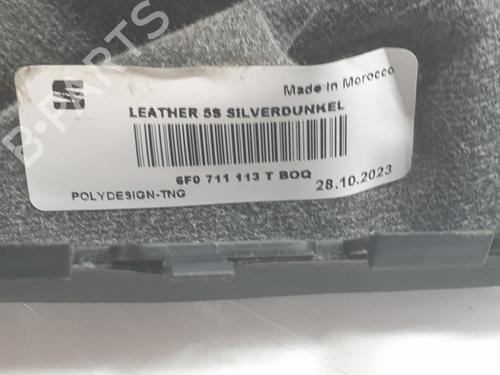 Made In Morocco
LEATHER 5S SILVERDUNKEL
6F0 711 113 T BOQ
POLYDESIGN-TNG
28.10.2023
B-PARTS